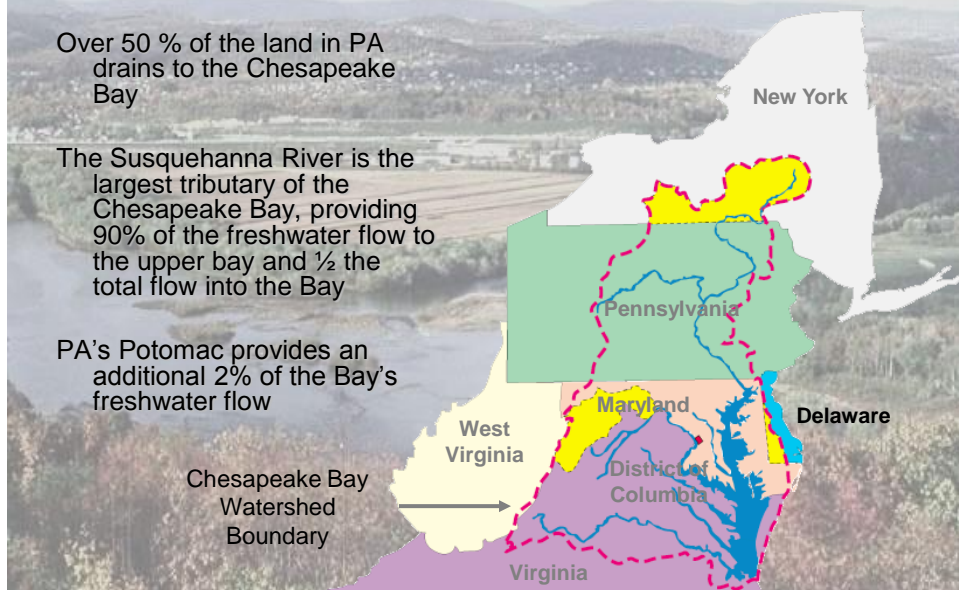 Over 50 % of the land in PA
drains to the Chesapeake
Bay
The Susquehanna River is the
largest tributary of the
Chesapeake Bay, providing
90% of the freshwater flow to
the upper bay and ½ the
total flow into the Bay
PA’s Potomac provides an
additional 2% of the Bay’s
freshwater flow
Chesapeake Bay
Watershed
Boundary
New York
Pennsylvania
Maryland
Delaware
West
Virginia
District of
Columbia
Virginia